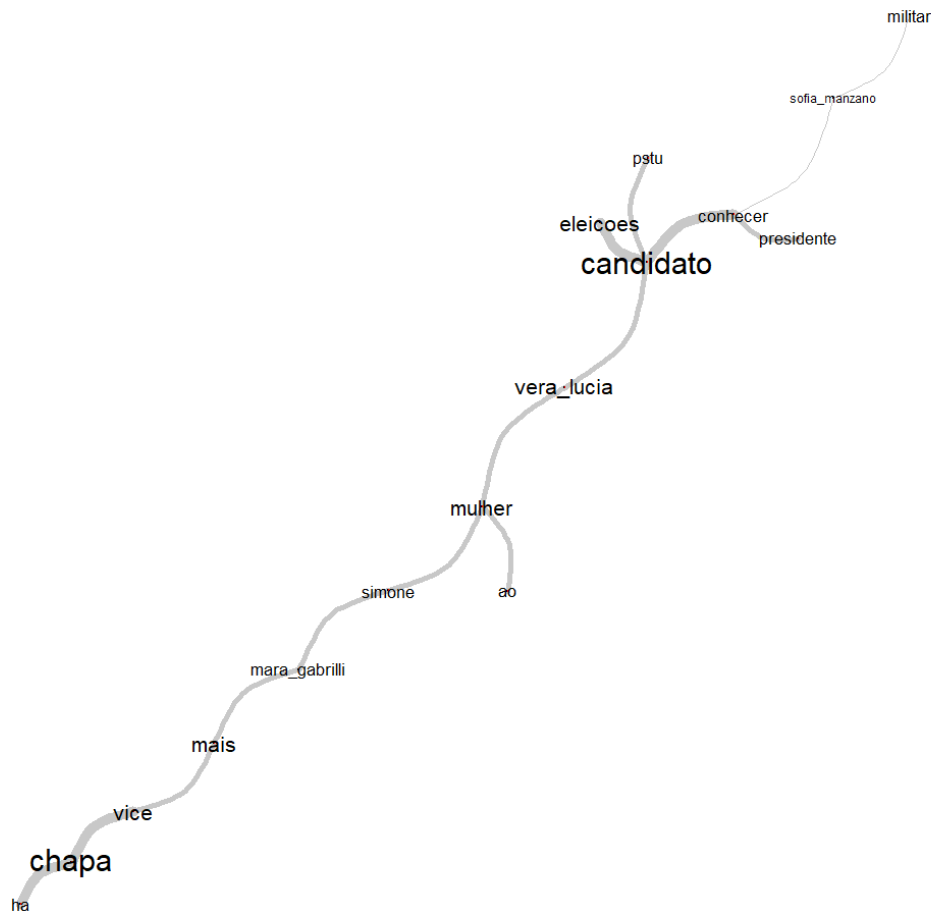 militar
sofia_manzano
pstu
conhecer
eleicoes
presidente
candidato
vera_lucia
mulher
simone
ao
mara_gabrilli
mais
vice
chapa
ha